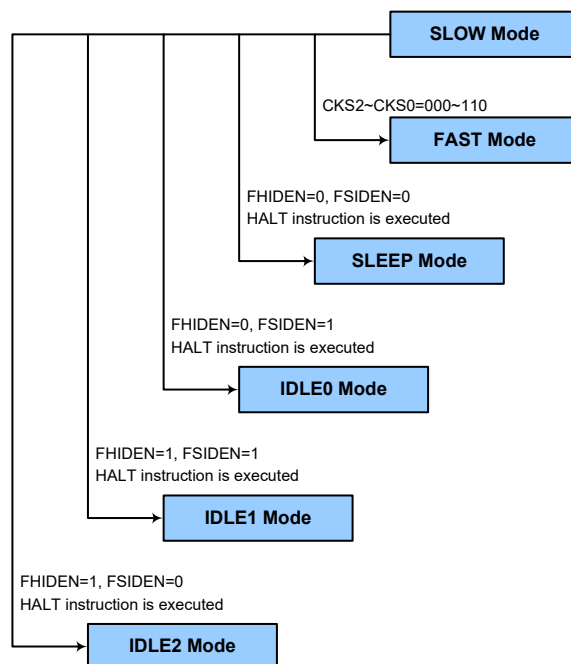 SLOW Mode
CKS2~CKS0=000~110
FAST Mode
FHIDEN=0, FSIDEN=0
HALT instruction is executed
SLEEP Mode
FHIDEN=0, FSIDEN=1
HALT instruction is executed
IDLE0 Mode
FHIDEN=1, FSIDEN=1
HALT instruction is executed
IDLE1 Mode
FHIDEN=1, FSIDEN=0
HALT instruction is executed
IDLE2 Mode